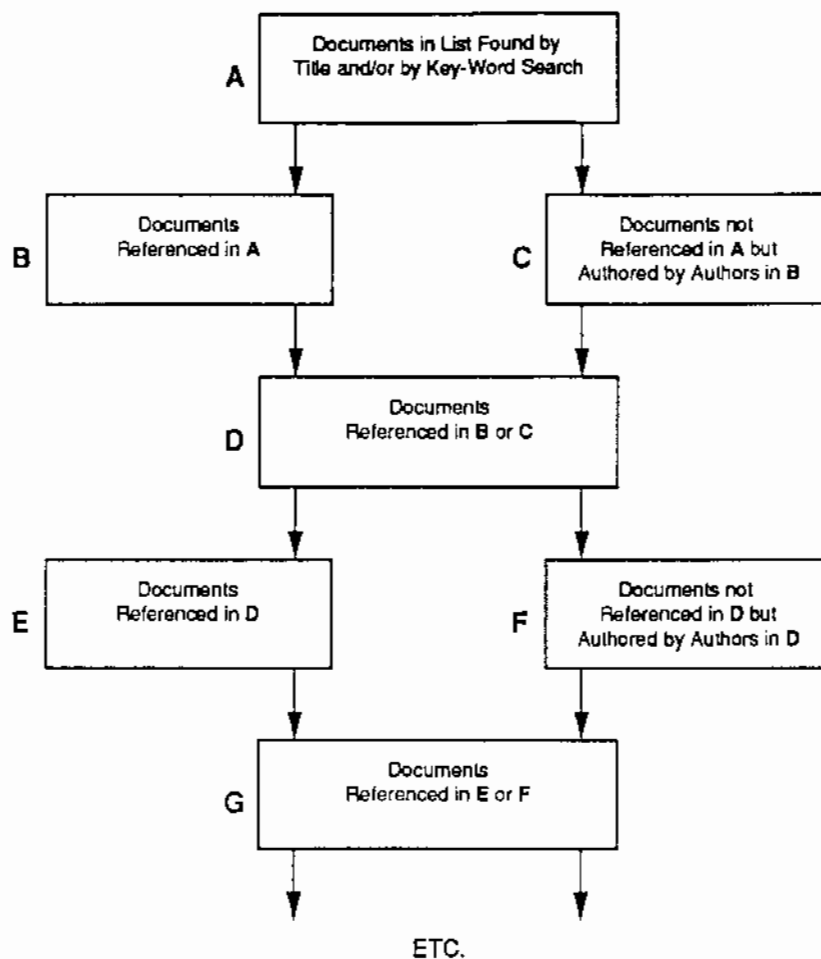 Documents in List Found by
Title and/or by Key-Word Search
A
Documents
Referenced in A
B
Documents not
Referenced in A but
Authored by Authors in B
C
Documents
Referenced in B or C
D
Documents
Referenced in D
E
Documents not
Referenced in D but
Authored by Authors in D
F
Documents
Referenced in E or F
G
ETC.